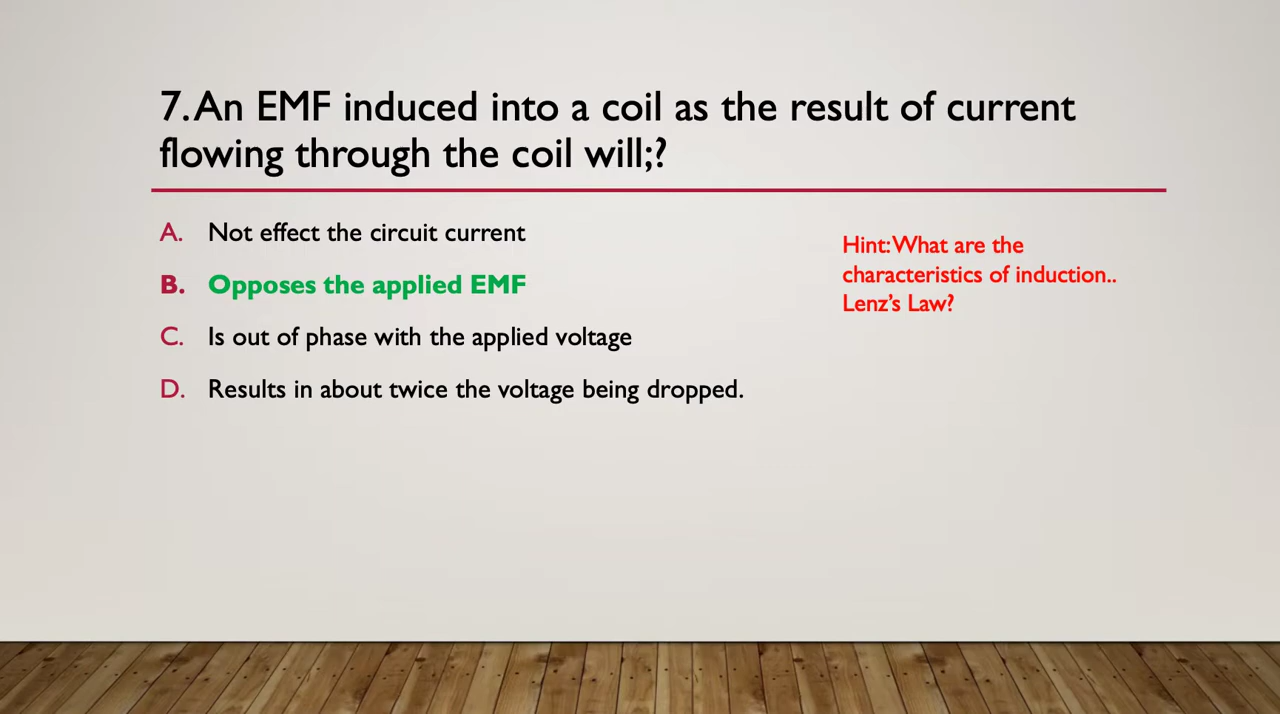 7. An EMF induced into a coil as the result of current
flowing through the coil will;?
A. Not effect the circuit current
B. Opposes the applied EMF
C. Is out of phase with the applied voltage
D. Results in about twice the voltage being dropped.
Hint: What are the
characteristics of induction..
Lenz's Law?